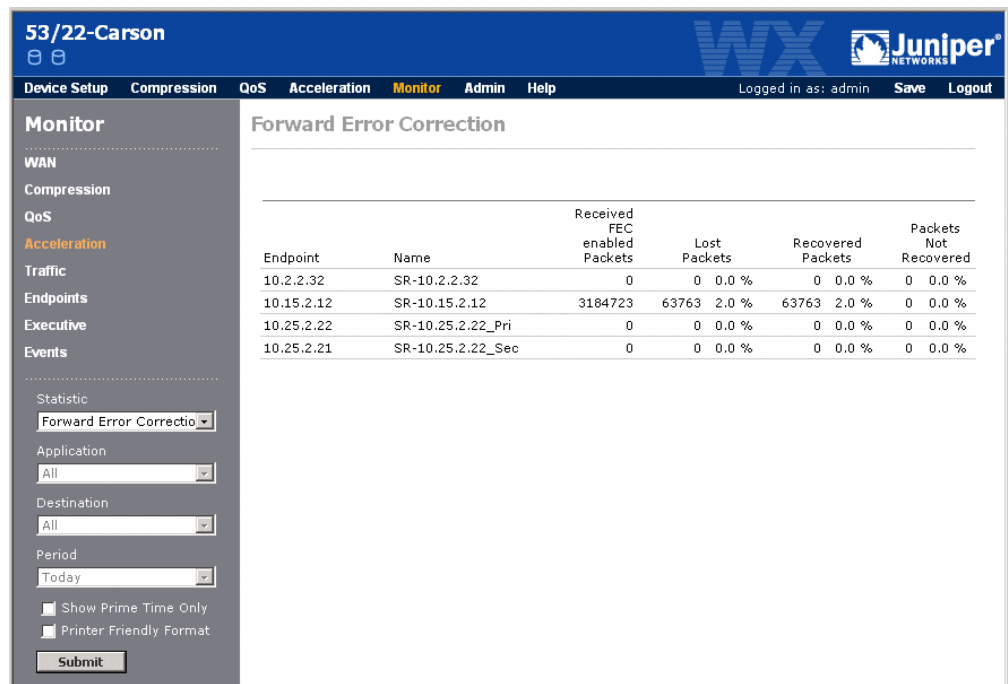 53/22-Carson
WX
Juniper®
NETWORKS
Device Setup Compression QoS Acceleration Monitor Admin Help Logged in as: admin Save Logout
Monitor
WAN
Compression
QoS
Acceleration
Traffic
Endpoints
Executive
Events
Statistic
Forward Error Correctio
Application
All
Destination
All
Period
Today
Show Prime Time Only
Printer Friendly Format
Submit
Forward Error Correction
Received
FEC
enabled Packets
Lost Recovered Not
Endpoint Name Packets Packets Packets Recovered
10.2.2.32 SR-10.2.2.32 0 0 0.0 % 0 0.0 % 0 0.0 %
10.15.2.12 SR-10.15.2.12 3184723 63763 2.0 % 63763 2.0 % 0 0.0 %
10.25.2.22 SR-10.25.2.22_Pri 0 0 0.0 % 0 0.0 % 0 0.0 %
10.25.2.21 SR-10.25.2.22_Sec 0 0 0.0 % 0 0.0 % 0 0.0 %